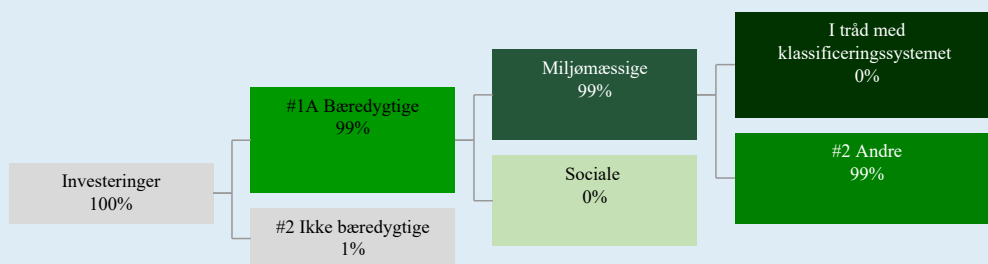 Investeringer
100%
#1A Bæredygtige
99%
#2 Ikke bæredygtige
1%
Miljømæssige
99%
Sociale
0%
I tråd med
klassificeringssystemet
0%
#2 Andre
99%